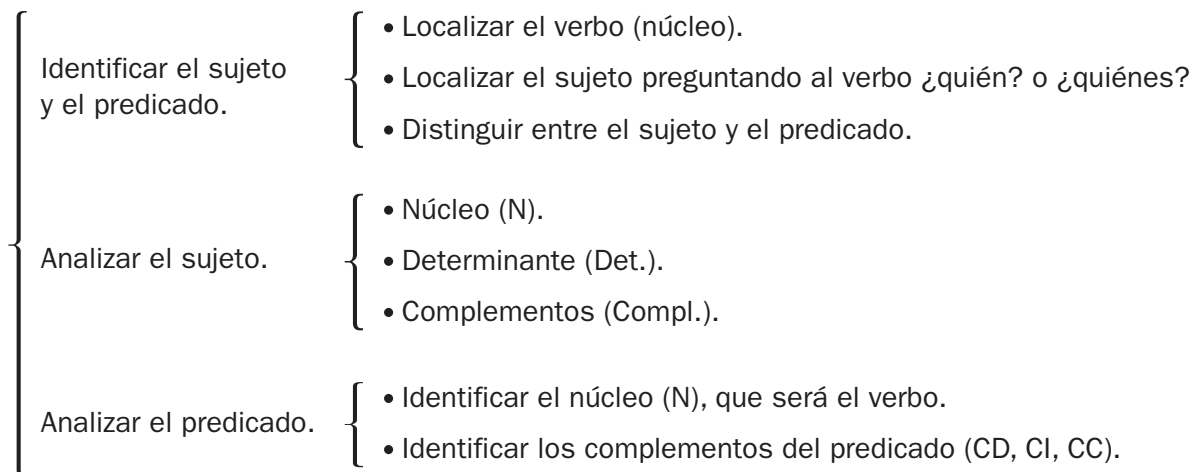 Identificar el sujeto
y el predicado.
• Localizar el verbo (núcleo).
• Localizar el sujeto preguntando al verbo ¿quién? o ¿quiénes?
• Distinguir entre el sujeto y el predicado.
Analizar el sujeto.
• Núcleo (N).
• Determinante (Det.).
• Complementos (Compl.).
Analizar el predicado.
• Identificar el núcleo (N), que será el verbo.
• Identificar los complementos del predicado (CD, CI, CC).